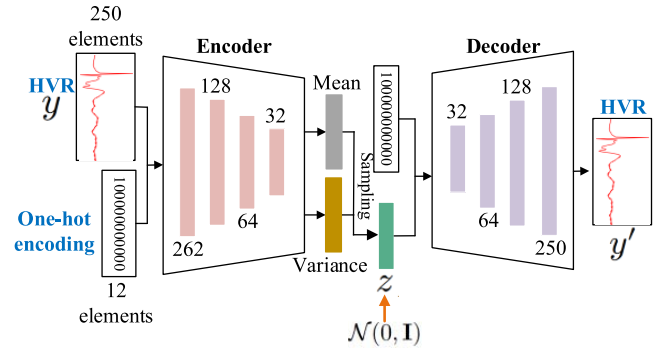 250
elements
HVR
y
One-hot
encoding
100000000000
12
elements
Encoder
262
128
64
32
Mean
Variance
Sampling
100000000000
z
𝒩(0, I)
Decoder
32
64
128
250
HVR
y′